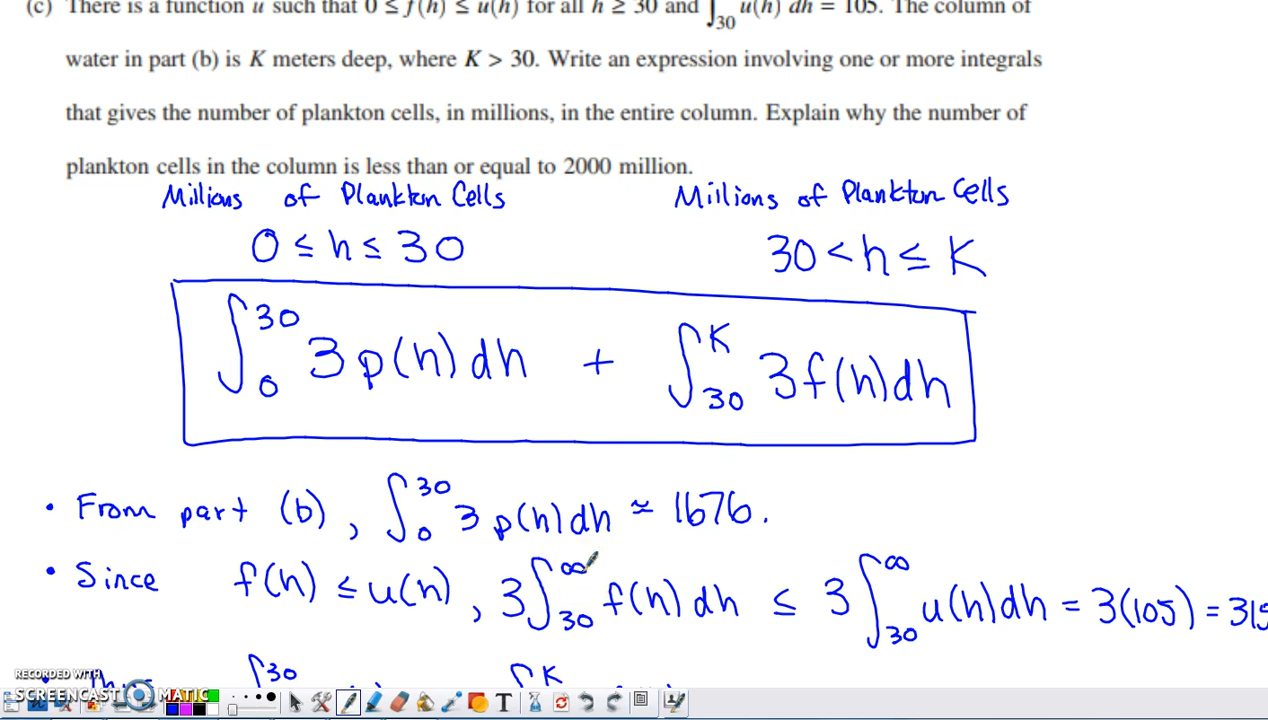 (c) There is a function u such that 0 ≤ f(h) ≤ u(h) for all h ≥ 30 and ∫₃₀ u(h) dh = 105. The column of
water in part (b) is K meters deep, where K > 30. Write an expression involving one or more integrals
that gives the number of plankton cells, in millions, in the entire column. Explain why the number of
plankton cells in the column is less than or equal to 2000 million.
Millions of Plankton Cells Millions of Plankton Cells
0 ≤ h ≤ 30 30 < h ≤ K
∫₀³⁰ 3p(h)dh + ∫₃₀ᴷ 3f(h)dh
• From part (b), ∫₀³⁰ 3p(h)dh ≈ 1676.
• Since f(h) ≤ u(h), 3∫₃₀^∞ f(h)dh ≤ 3∫₃₀^∞ u(h)dh = 3(105) = 315
RECORDED WITH
SCREENCAST MATIC
T